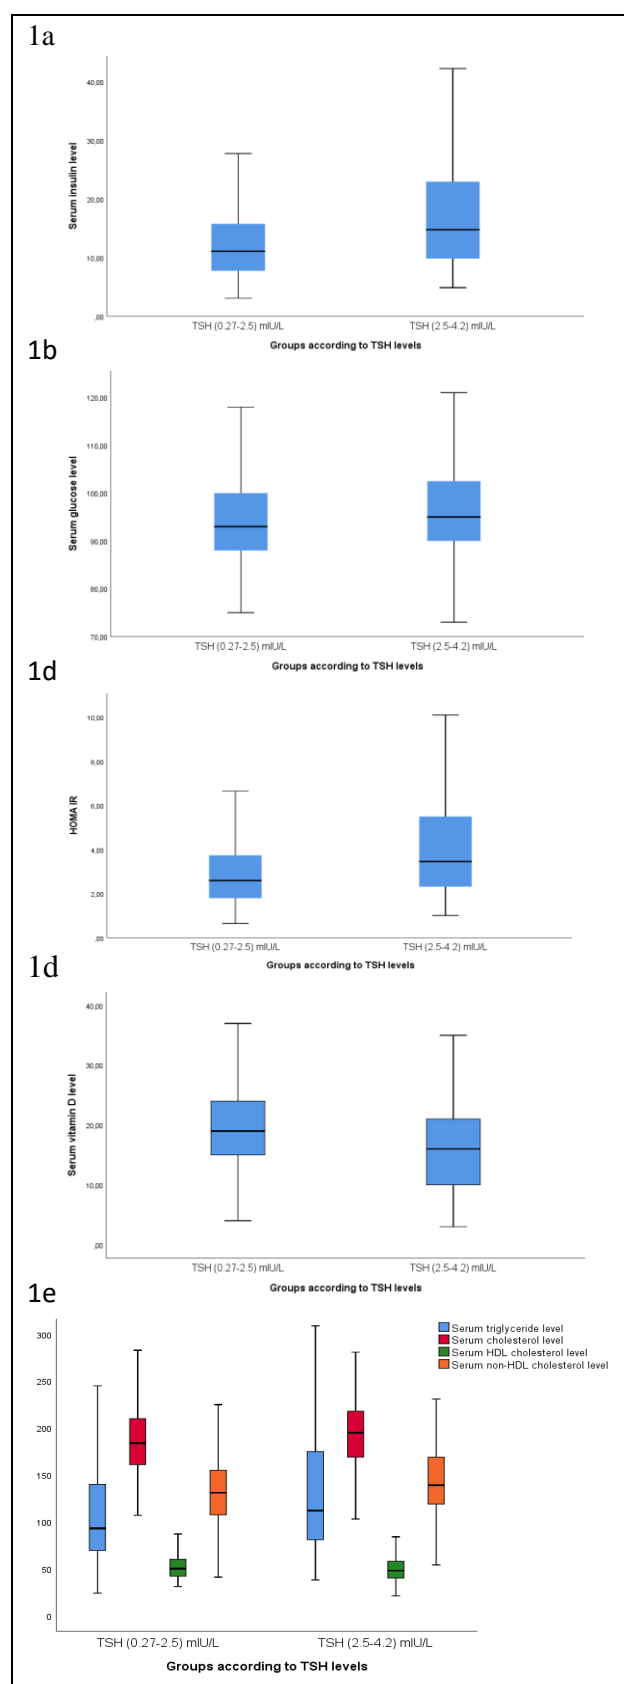 1a
Serum insulin level
40,00
30,00
20,00
10,00
,00
TSH (0.27-2.5) mIU/L TSH (2.5-4.2) mIU/L
Groups according to TSH levels
1b
Serum glucose level
120,00
110,00
100,00
90,00
80,00
70,00
TSH (0.27-2.5) mIU/L TSH (2.5-4.2) mIU/L
Groups according to TSH levels
1d
HOMA IR
10,00
8,00
6,00
4,00
2,00
,00
TSH (0.27-2.5) mIU/L TSH (2.5-4.2) mIU/L
Groups according to TSH levels
1d
Serum vitamin D level
40,00
30,00
20,00
10,00
,00
TSH (0.27-2.5) mIU/L TSH (2.5-4.2) mIU/L
Groups according to TSH levels
1e
Serum triglyceride level
Serum cholesterol level
Serum HDL cholesterol level
Serum non-HDL cholesterol level
300
250
200
150
100
50
0
TSH (0.27-2.5) mIU/L TSH (2.5-4.2) mIU/L
Groups according to TSH levels